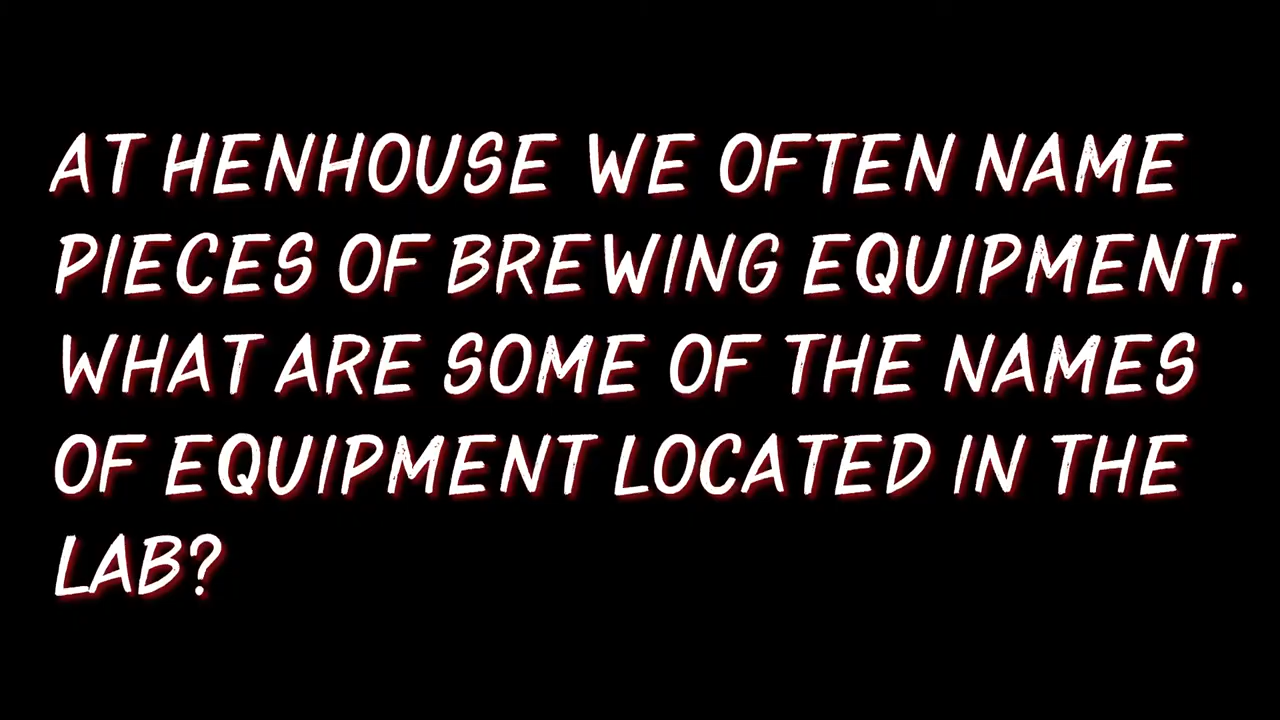 AT HENHOUSE WE OFTEN NAME
PIECES OF BREWING EQUIPMENT.
WHAT ARE SOME OF THE NAMES
OF EQUIPMENT LOCATED IN THE
LAB?